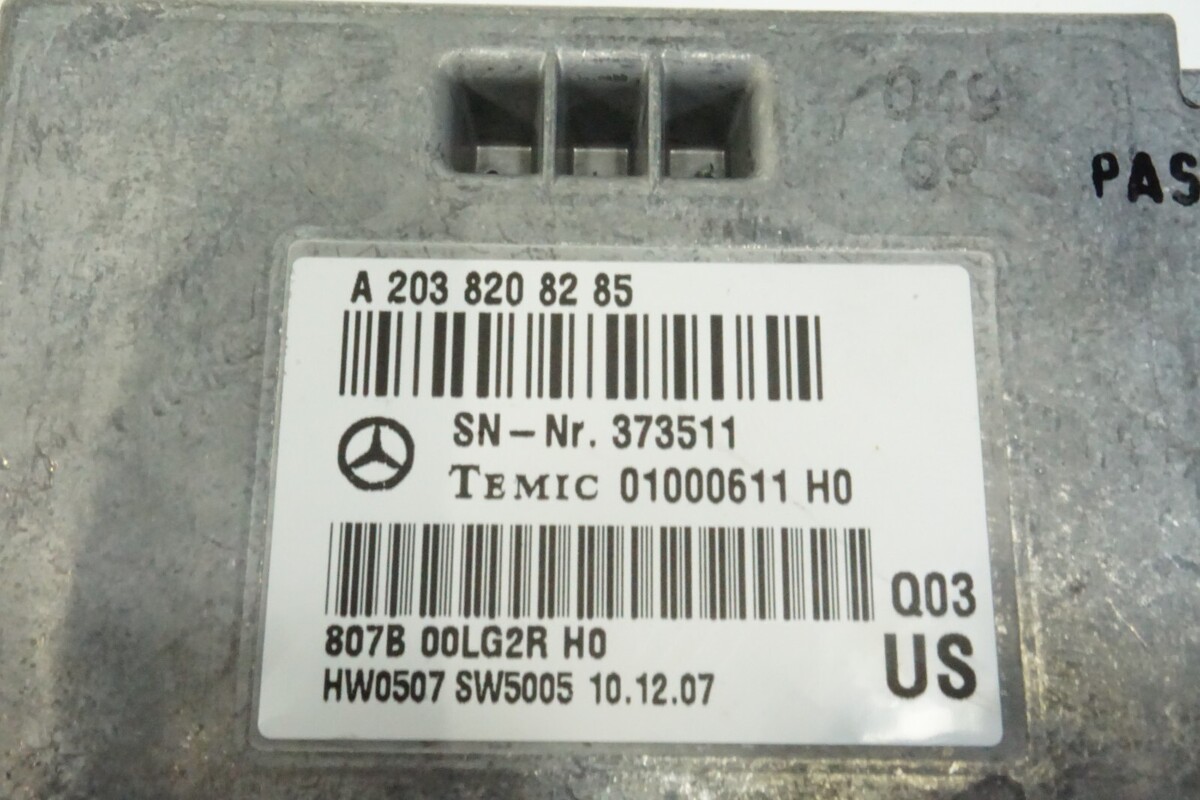 PAS
A 203 820 82 85
SN-Nr. 373511
TEMIC 01000611 H0
807B 00LG2R H0
HW0507 SW5005 10.12.07
Q03
US